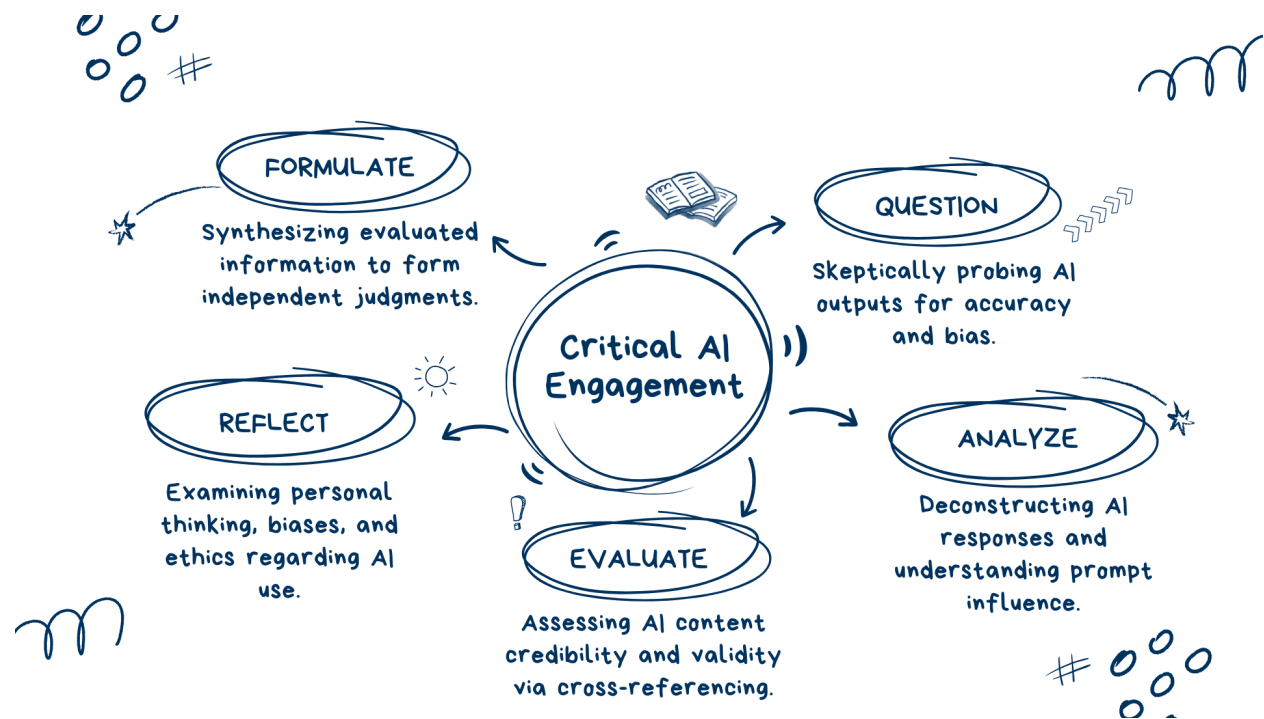 FORMULATE
Synthesizing evaluated
information to form
independent judgments.
QUESTION
Skeptically probing AI
outputs for accuracy
and bias.
Critical AI
Engagement
REFLECT
Examining personal
thinking, biases, and
ethics regarding AI
use.
ANALYZE
Deconstructing AI
responses and
understanding prompt
influence.
EVALUATE
Assessing AI content
credibility and validity
via cross-referencing.